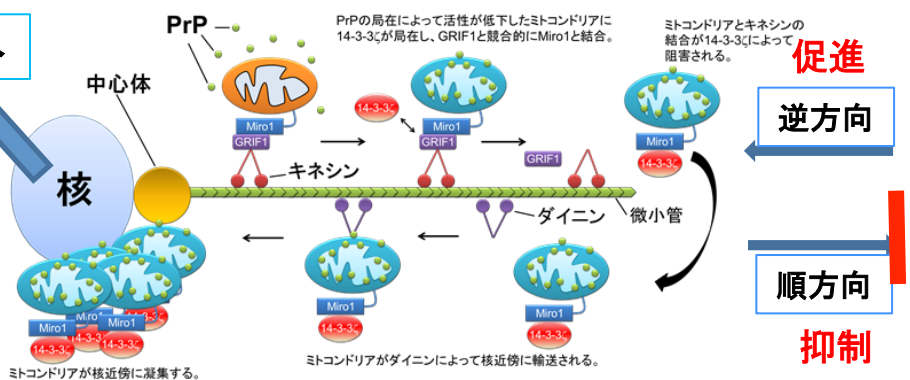 PrP
PrPの局在によって活性が低下したミトコンドリアに
14-3-3ζが局在し、GRIF1と競合的にMiro1と結合。
ミトコンドリアとキネシンの
結合が14-3-3ζによって
阻害される。
促進
中心体
逆方向
Miro1
GRIF1
14-3-3ζ
Miro1
GRIF1
GRIF1
Miro1
14-3-3ζ
キネシン
核
ダイニン
微小管
順方向
抑制
Miro1
14-3-3ζ
Miro1
14-3-3ζ
Miro1
14-3-3ζ
Miro1
14-3-3ζ
Miro1
14-3-3ζ
ミトコンドリアがダイニンによって核近傍に輸送される。
ミトコンドリアが核近傍に凝集する。